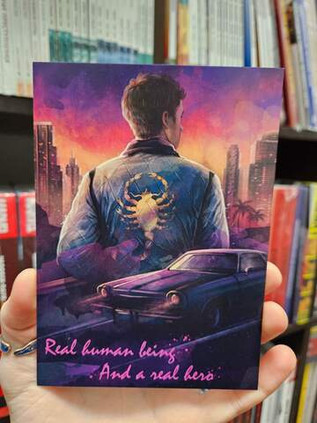 Real human being
And a real hero